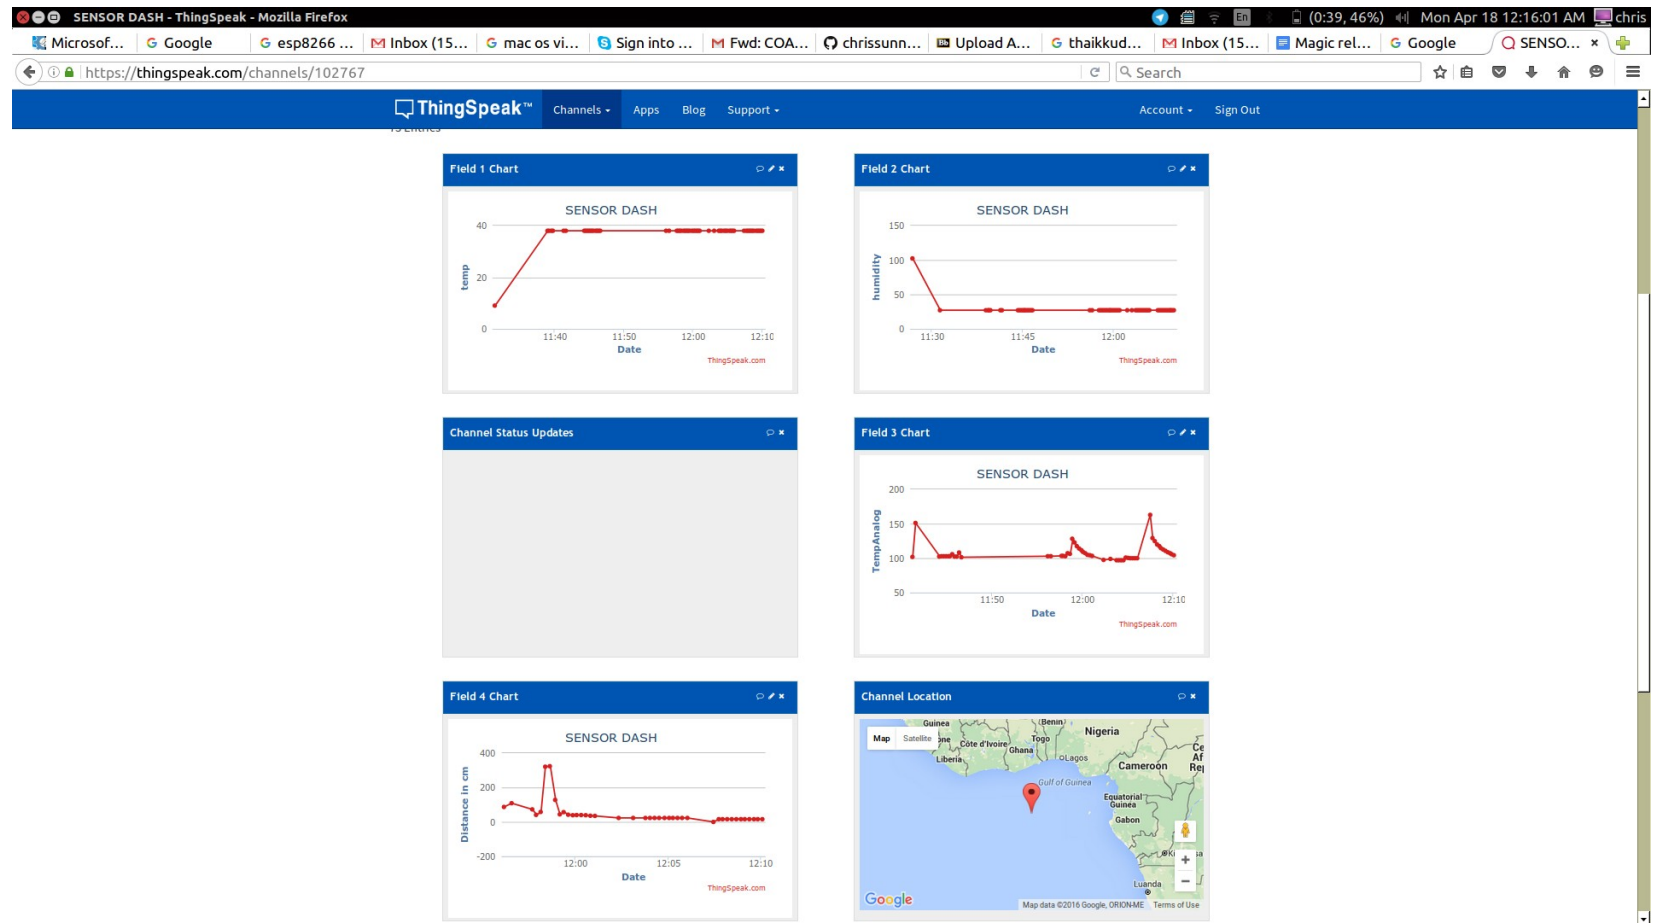 SENSOR DASH - ThingSpeak - Mozilla Firefox
En
(0:39, 46%)
Mon Apr 18 12:16:01 AM
chris
Microsof...
Google
esp8266 ...
Inbox (15...
mac os vi...
Sign into ...
Fwd: COA...
chrissunn...
Upload A...
thaikkud...
Inbox (15...
Magic rel...
Google
SENSO...
https://thingspeak.com/channels/102767
Search
ThingSpeak™
Channels
Apps
Blog
Support
Account
Sign Out
Field 1 Chart
SENSOR DASH
temp
40
20
0
11:40 11:50 12:00 12:10
Date
ThingSpeak.com
Field 2 Chart
SENSOR DASH
humidity
150
100
50
0
11:30 11:45 12:00
Date
ThingSpeak.com
Channel Status Updates
Field 3 Chart
SENSOR DASH
TempAnalog
200
150
100
50
11:50 12:00 12:10
Date
ThingSpeak.com
Field 4 Chart
SENSOR DASH
Distance in cm
400
200
0
-200
12:00 12:05 12:10
Date
ThingSpeak.com
Channel Location
Map
Satellite
Guinea
(Benin)
Nigeria
Côte d'Ivoire
Togo
Ghana
Liberia
Lagos
Cameroon
Gulf of Guinea
Equatorial
Guinea
Gabon
Luanda
Google
Map data ©2016 Google, ORION-ME
Terms of Use